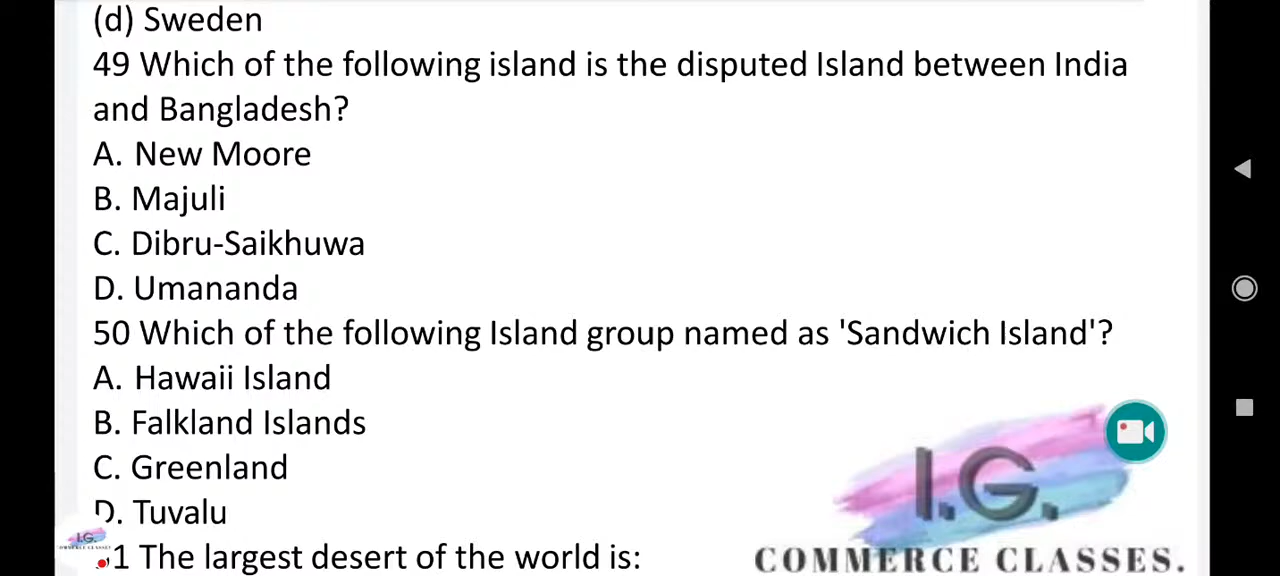 (d) Sweden
49 Which of the following island is the disputed Island between India
and Bangladesh?
A. New Moore
B. Majuli
C. Dibru-Saikhuwa
D. Umananda
50 Which of the following Island group named as 'Sandwich Island'?
A. Hawaii Island
B. Falkland Islands
C. Greenland
D. Tuvalu
1 The largest desert of the world is:
I.G.
COMMERCE CLASSES.
I.G.
COMMERCE CLASSES